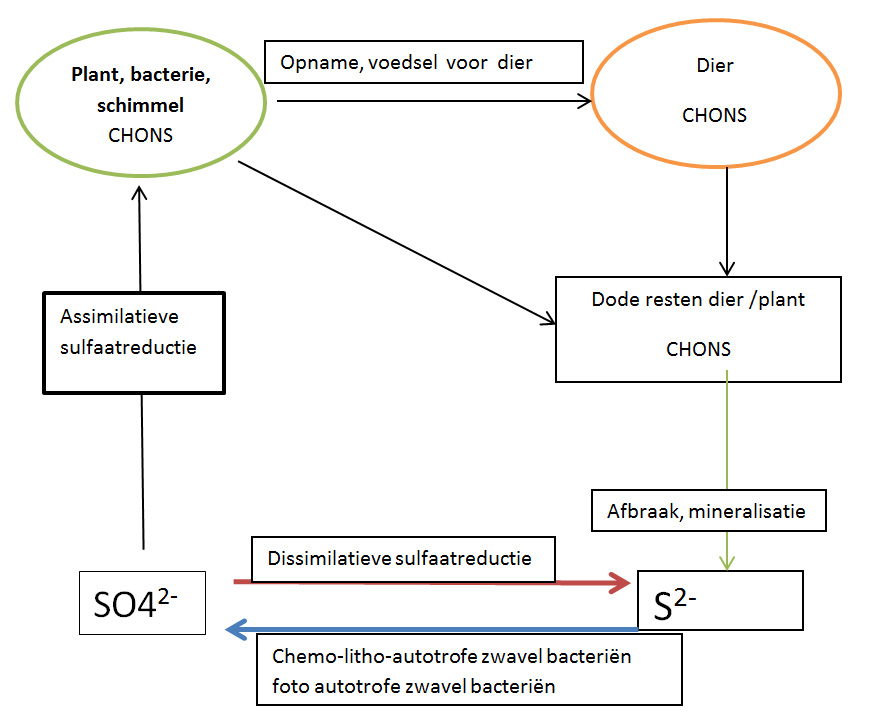 Plant, bacterie,
schimmel
CHONS
Opname, voedsel voor dier
Dier
CHONS
Assimilatieve
sulfaatreductie
Dode resten dier /plant
CHONS
Afbraak, mineralisatie
Dissimilatieve sulfaatreductie
SO4²⁻
S²⁻
Chemo-litho-autotrofe zwavel bacteriën
foto autotrofe zwavel bacteriën